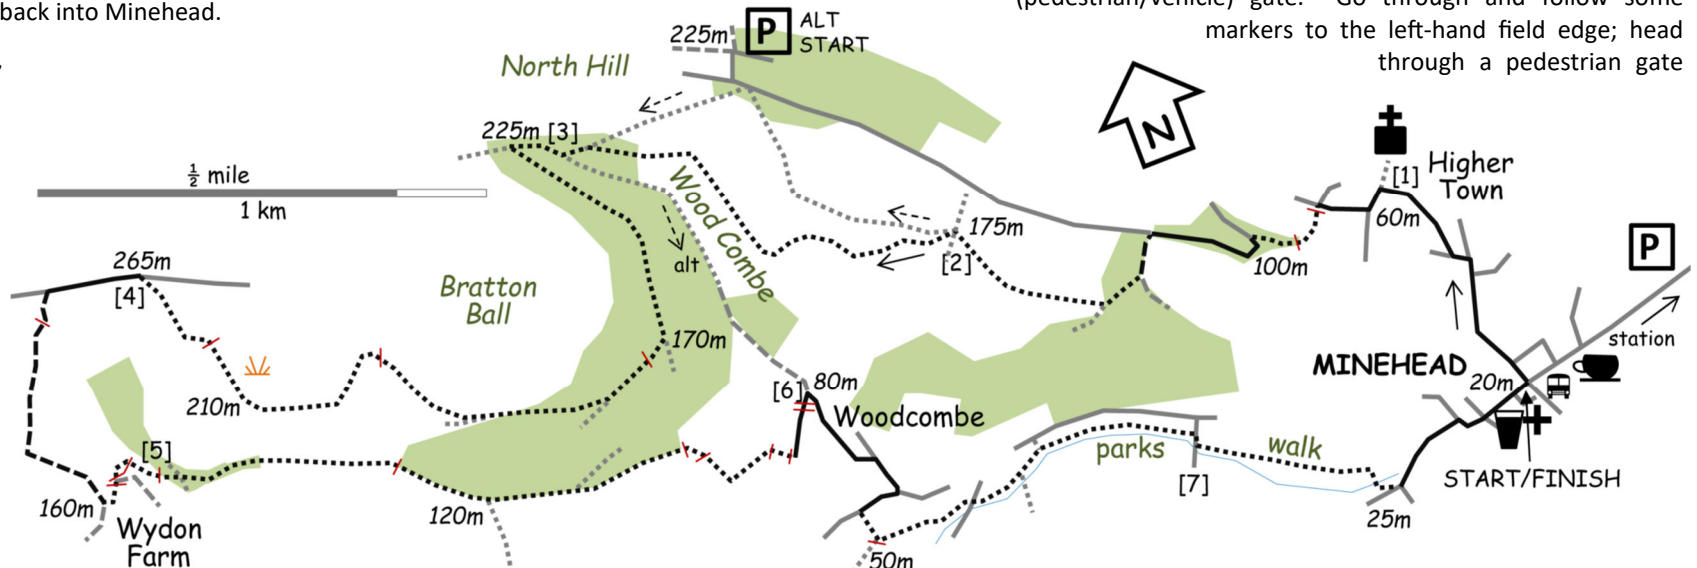 back into Minehead.
(pedestrian/vehicle) gate. Go through and follow some
markers to the left-hand field edge; head
through a pedestrian gate
225m
P
ALT
START
North Hill
225m [3]
½ mile
1 km
Wood Combe
alt
N
[1]
Higher
Town
60m
P
175m
[2]
100m
265m
[4]
Bratton
Ball
170m
station
MINEHEAD
20m
210m
[6]
80m
Woodcombe
[5]
parks
walk
[7]
START/FINISH
160m
Wydon
Farm
120m
25m
50m